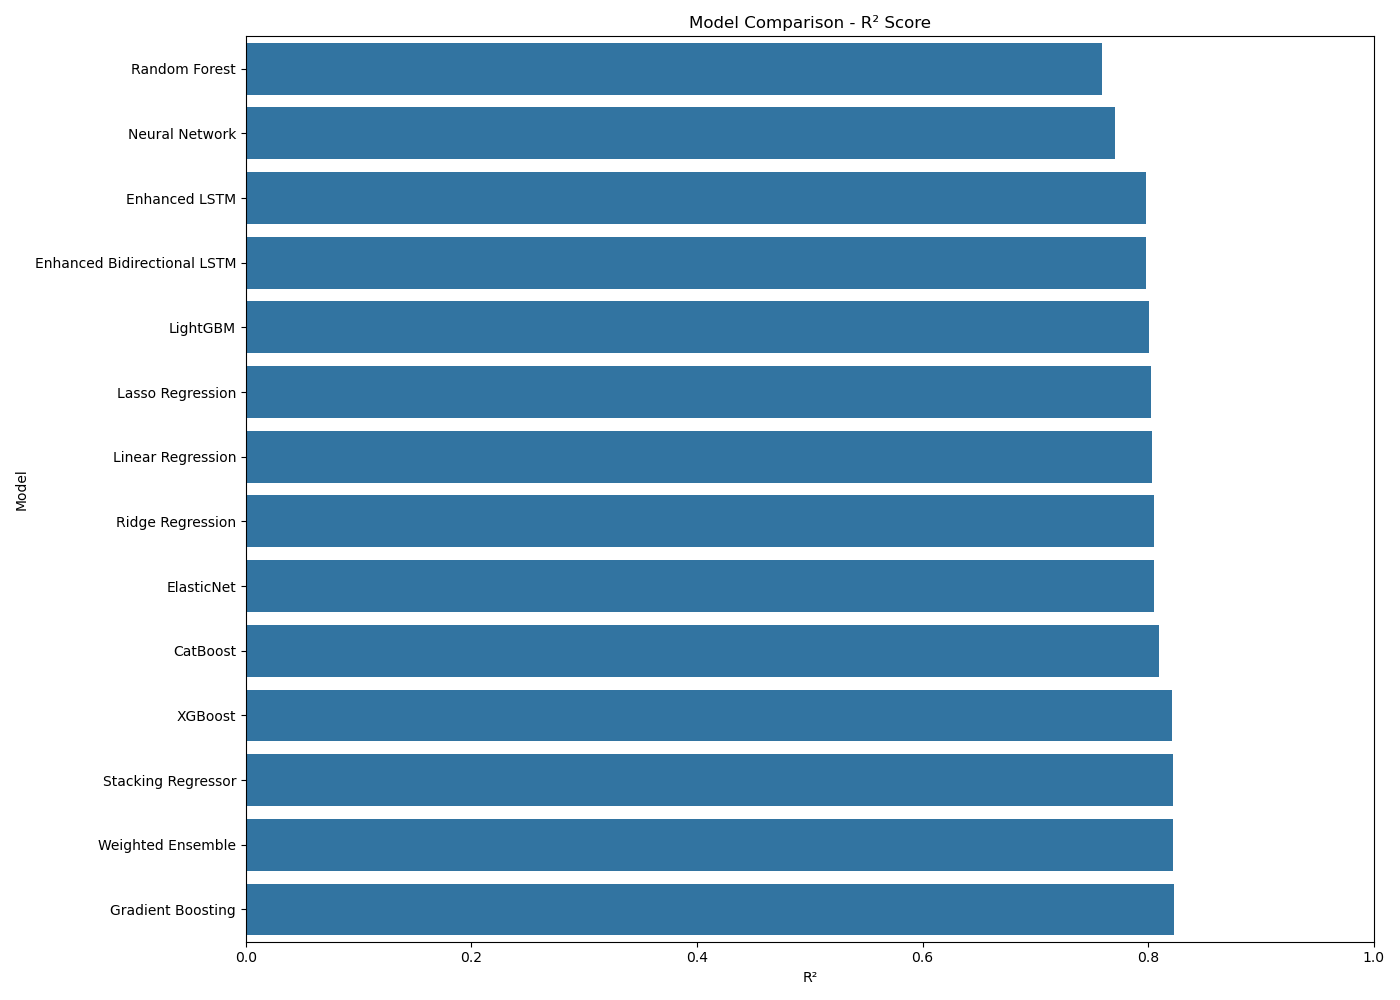 Model Comparison - R² Score
Random Forest
Neural Network
Enhanced LSTM
Enhanced Bidirectional LSTM
LightGBM
Lasso Regression
Linear Regression
Ridge Regression
ElasticNet
CatBoost
XGBoost
Stacking Regressor
Weighted Ensemble
Gradient Boosting
Model
0.0 0.2 0.4 0.6 0.8 1.0
R²